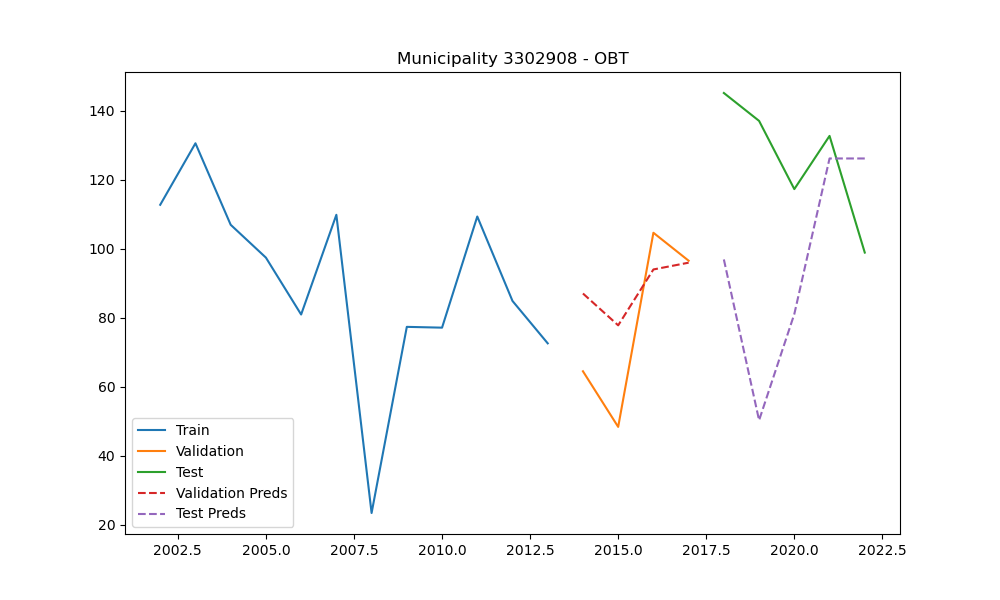 Municipality 3302908 - OBT
140
120
100
80
60
40
20
Train
Validation
Test
Validation Preds
Test Preds
2002.5 2005.0 2007.5 2010.0 2012.5 2015.0 2017.5 2020.0 2022.5